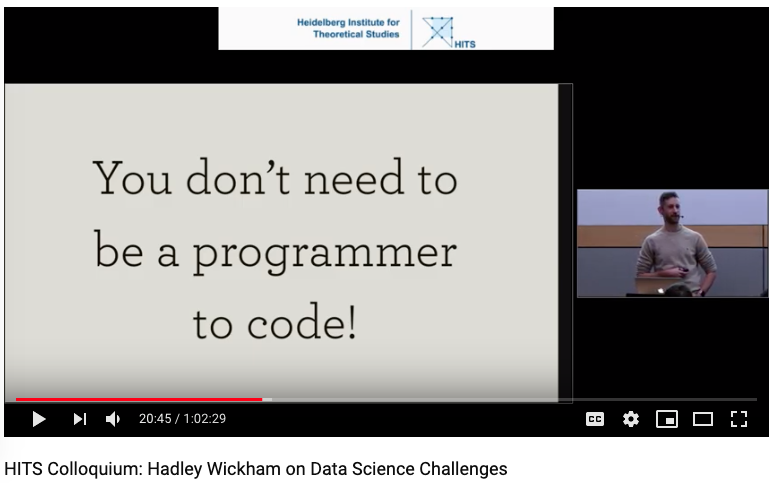 Heidelberg Institute for
Theoretical Studies
HITS
You don't need to
be a programmer
to code!
20:45 / 1:02:29
CC
HITS Colloquium: Hadley Wickham on Data Science Challenges